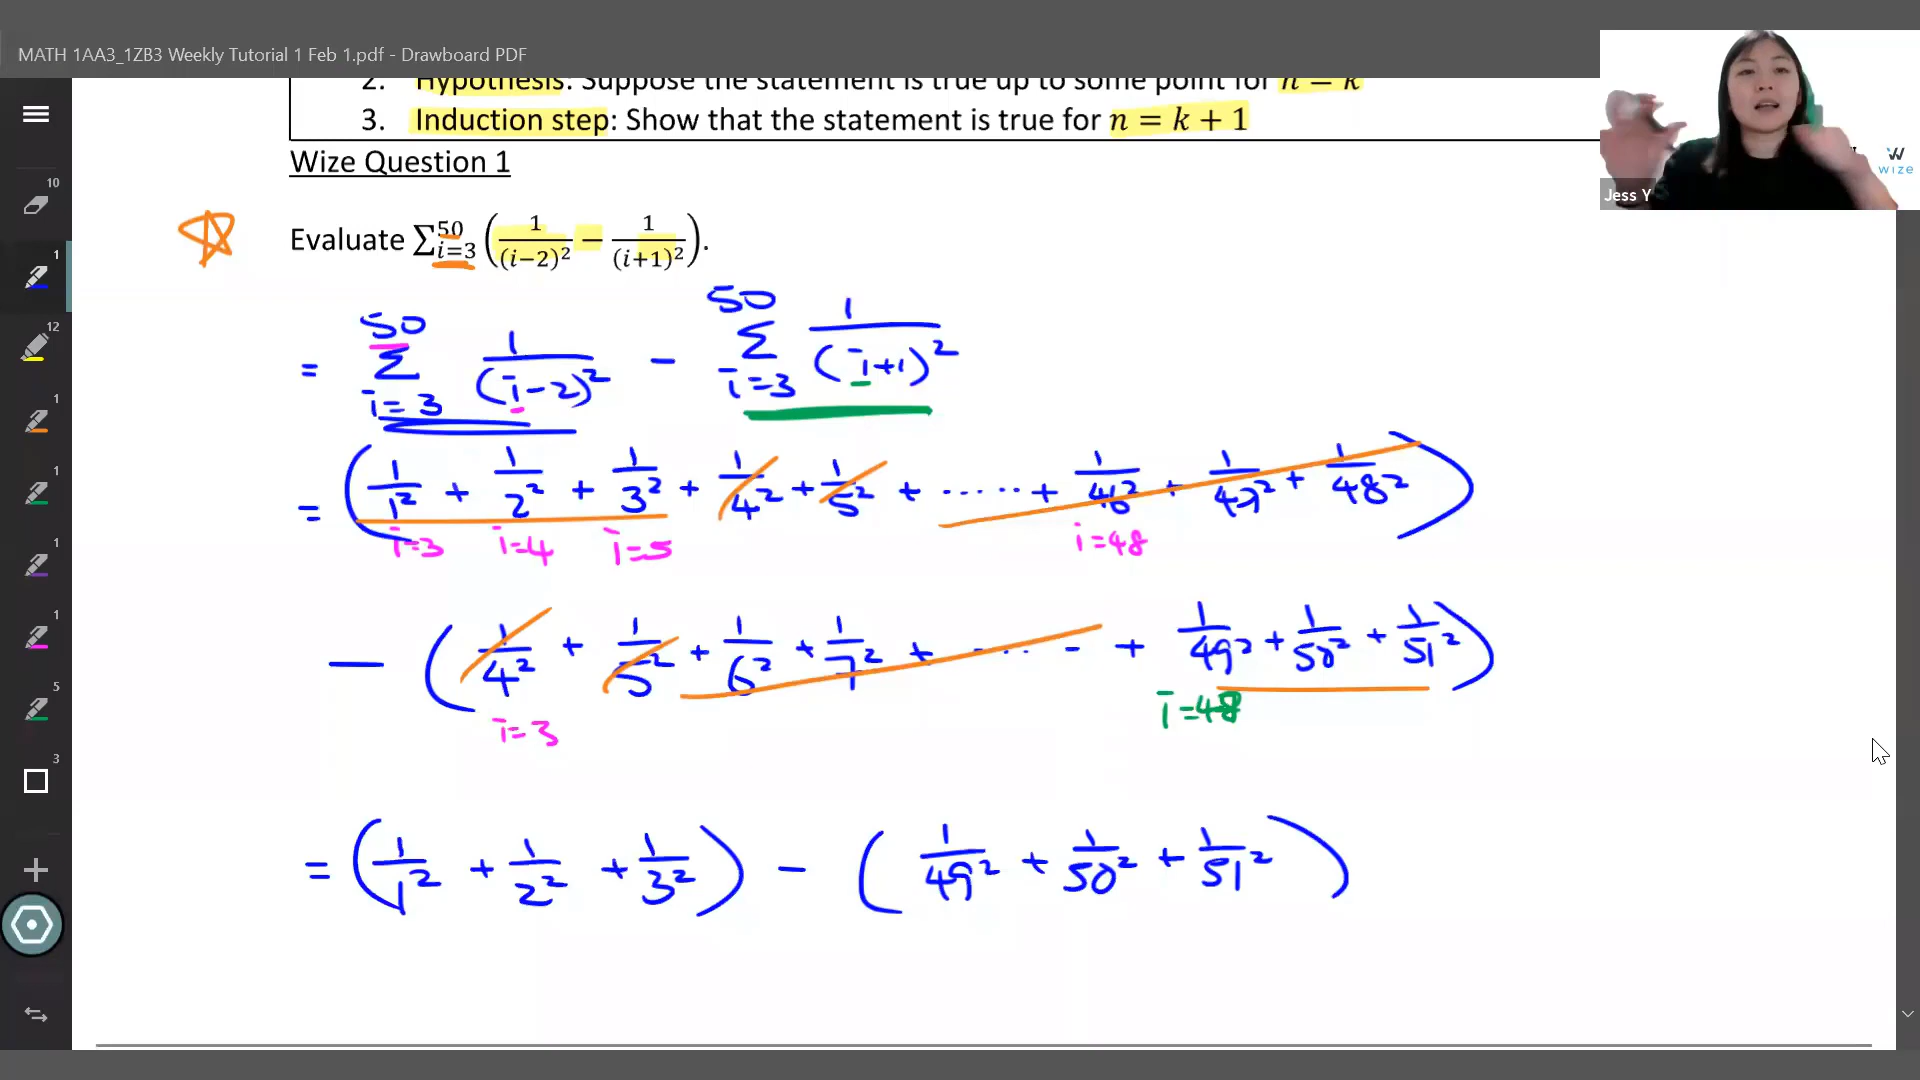 MATH 1AA3_1ZB3 Weekly Tutorial 1 Feb 1.pdf - Drawboard PDF
2. Hypothesis: Suppose the statement is true up to some point for n = k
3. Induction step: Show that the statement is true for n = k + 1
Wize Question 1
Evaluate ∑_{i=3}^{50} (1/(i−2)² − 1/(i+1)²).
= ∑_{i=3}^{50} 1/(i-2)² - ∑_{i=3}^{50} 1/(i+1)²
= (1/1² + 1/2² + 1/3² + 1/4² + 1/5² + ...... + 1/46² + 1/47² + 1/48²)
i=3 i=4 i=5 i=48
- (1/4² + 1/5² + 1/6² + 1/7² + .... + 1/49² + 1/50² + 1/51²)
i=3 i=48
= (1/1² + 1/2² + 1/3²) - (1/49² + 1/50² + 1/51²)
Jess Y
wize
10
1
12
1
1
1
1
5
3